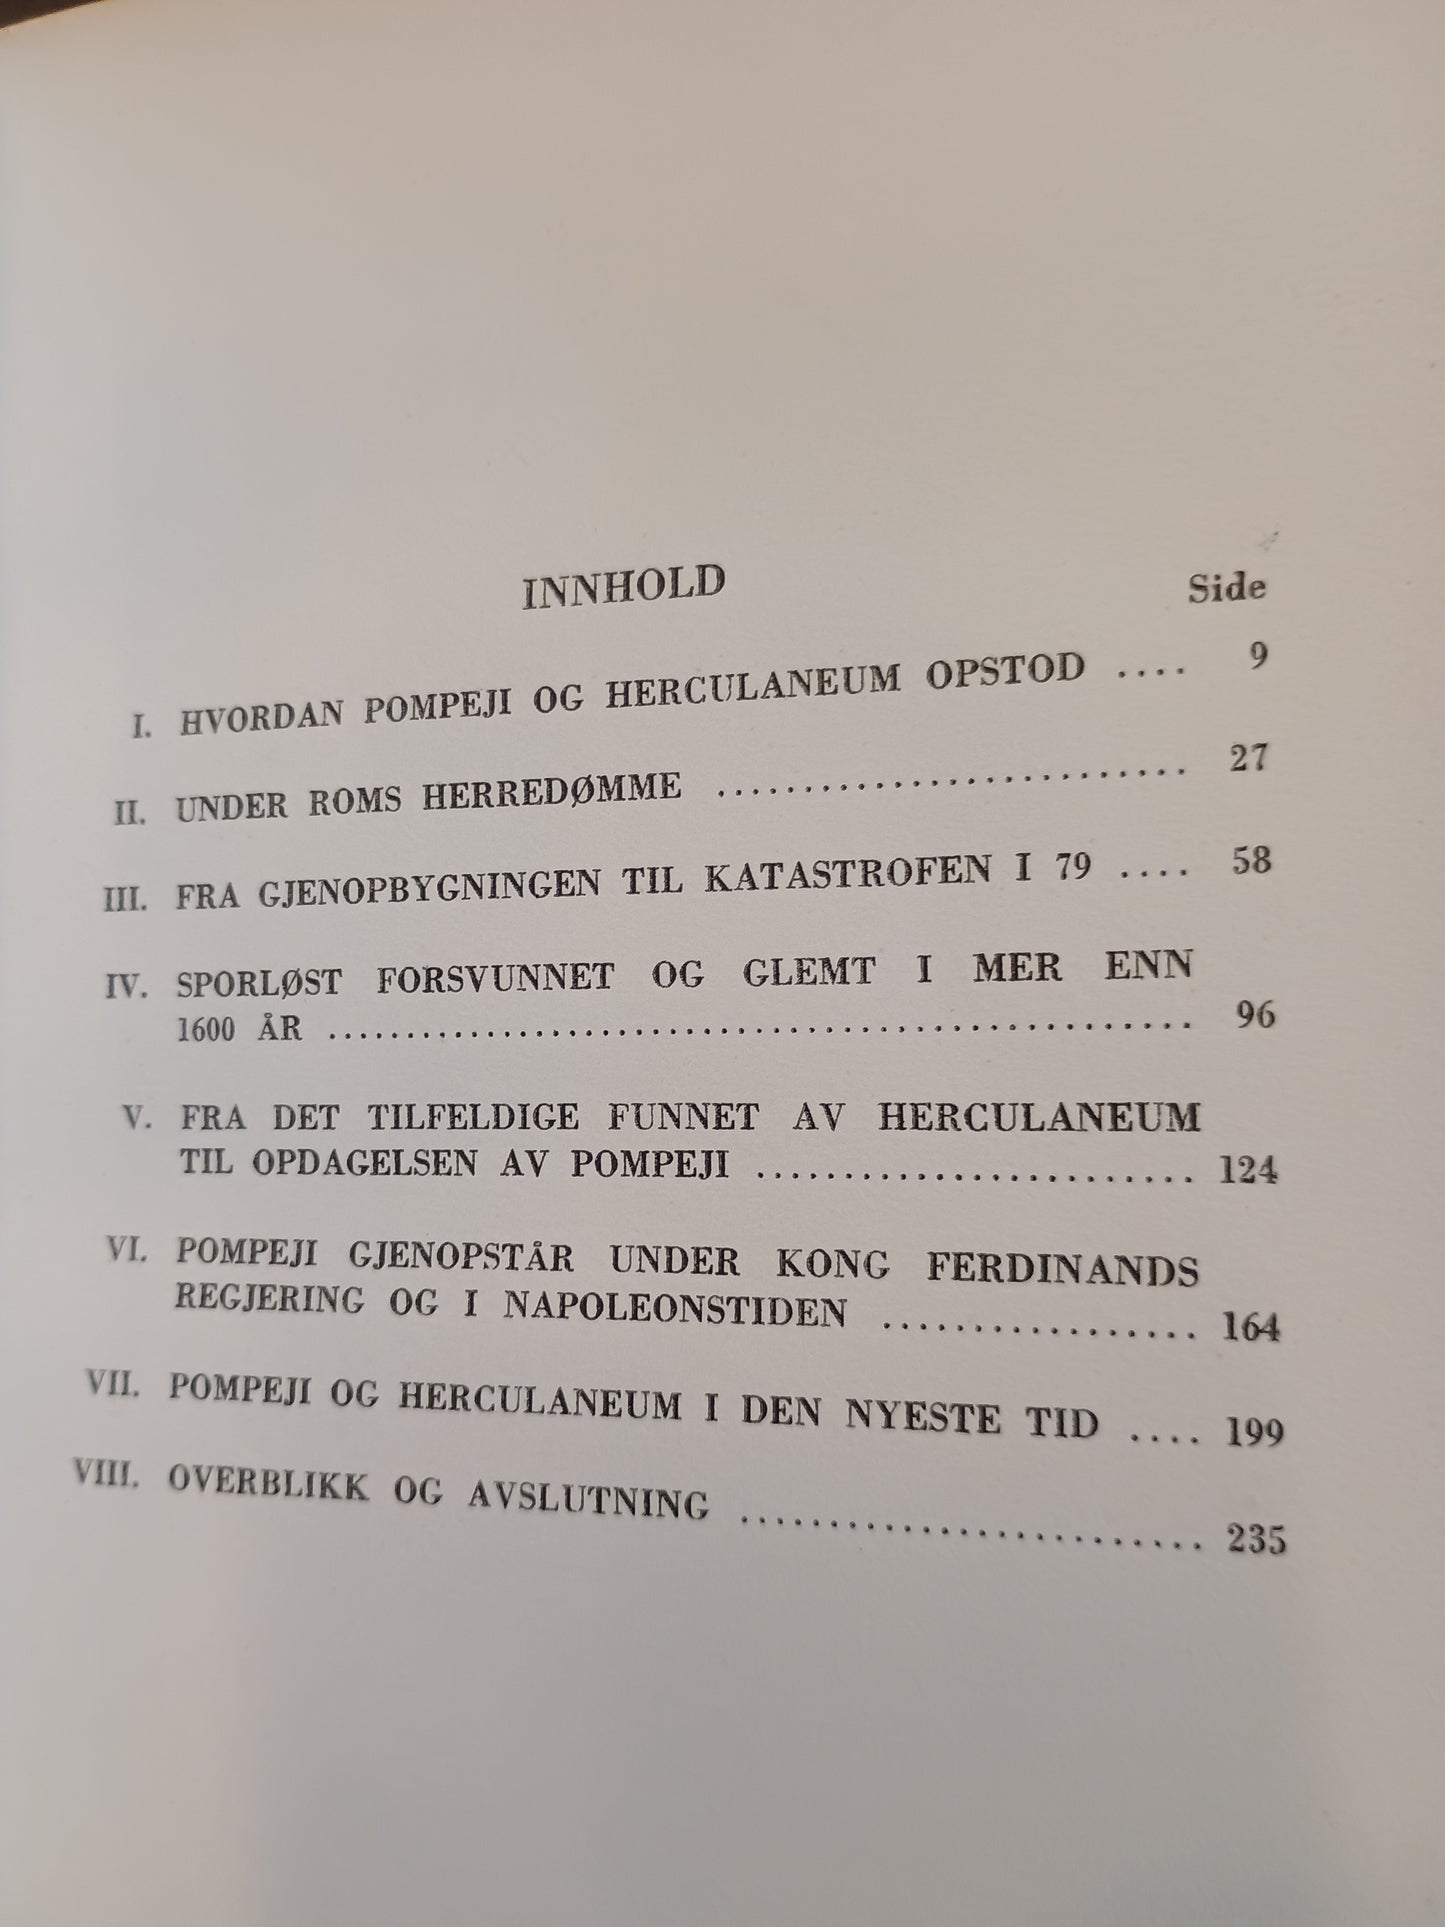 INNHOLD
Side
I. HVORDAN POMPEJI OG HERCULANEUM OPSTOD .... 9
II. UNDER ROMS HERREDØMME .......................... 27
III. FRA GJENOPBYGNINGEN TIL KATASTROFEN I 79 .... 58
IV. SPORLØST FORSVUNNET OG GLEMT I MER ENN
1600 ÅR .................................................. 96
V. FRA DET TILFELDIGE FUNNET AV HERCULANEUM
TIL OPDAGELSEN AV POMPEJI ........................ 124
VI. POMPEJI GJENOPSTÅR UNDER KONG FERDINANDS
REGJERING OG I NAPOLEONSTIDEN ................. 164
VII. POMPEJI OG HERCULANEUM I DEN NYESTE TID .... 199
VIII. OVERBLIKK OG AVSLUTNING .......................... 235